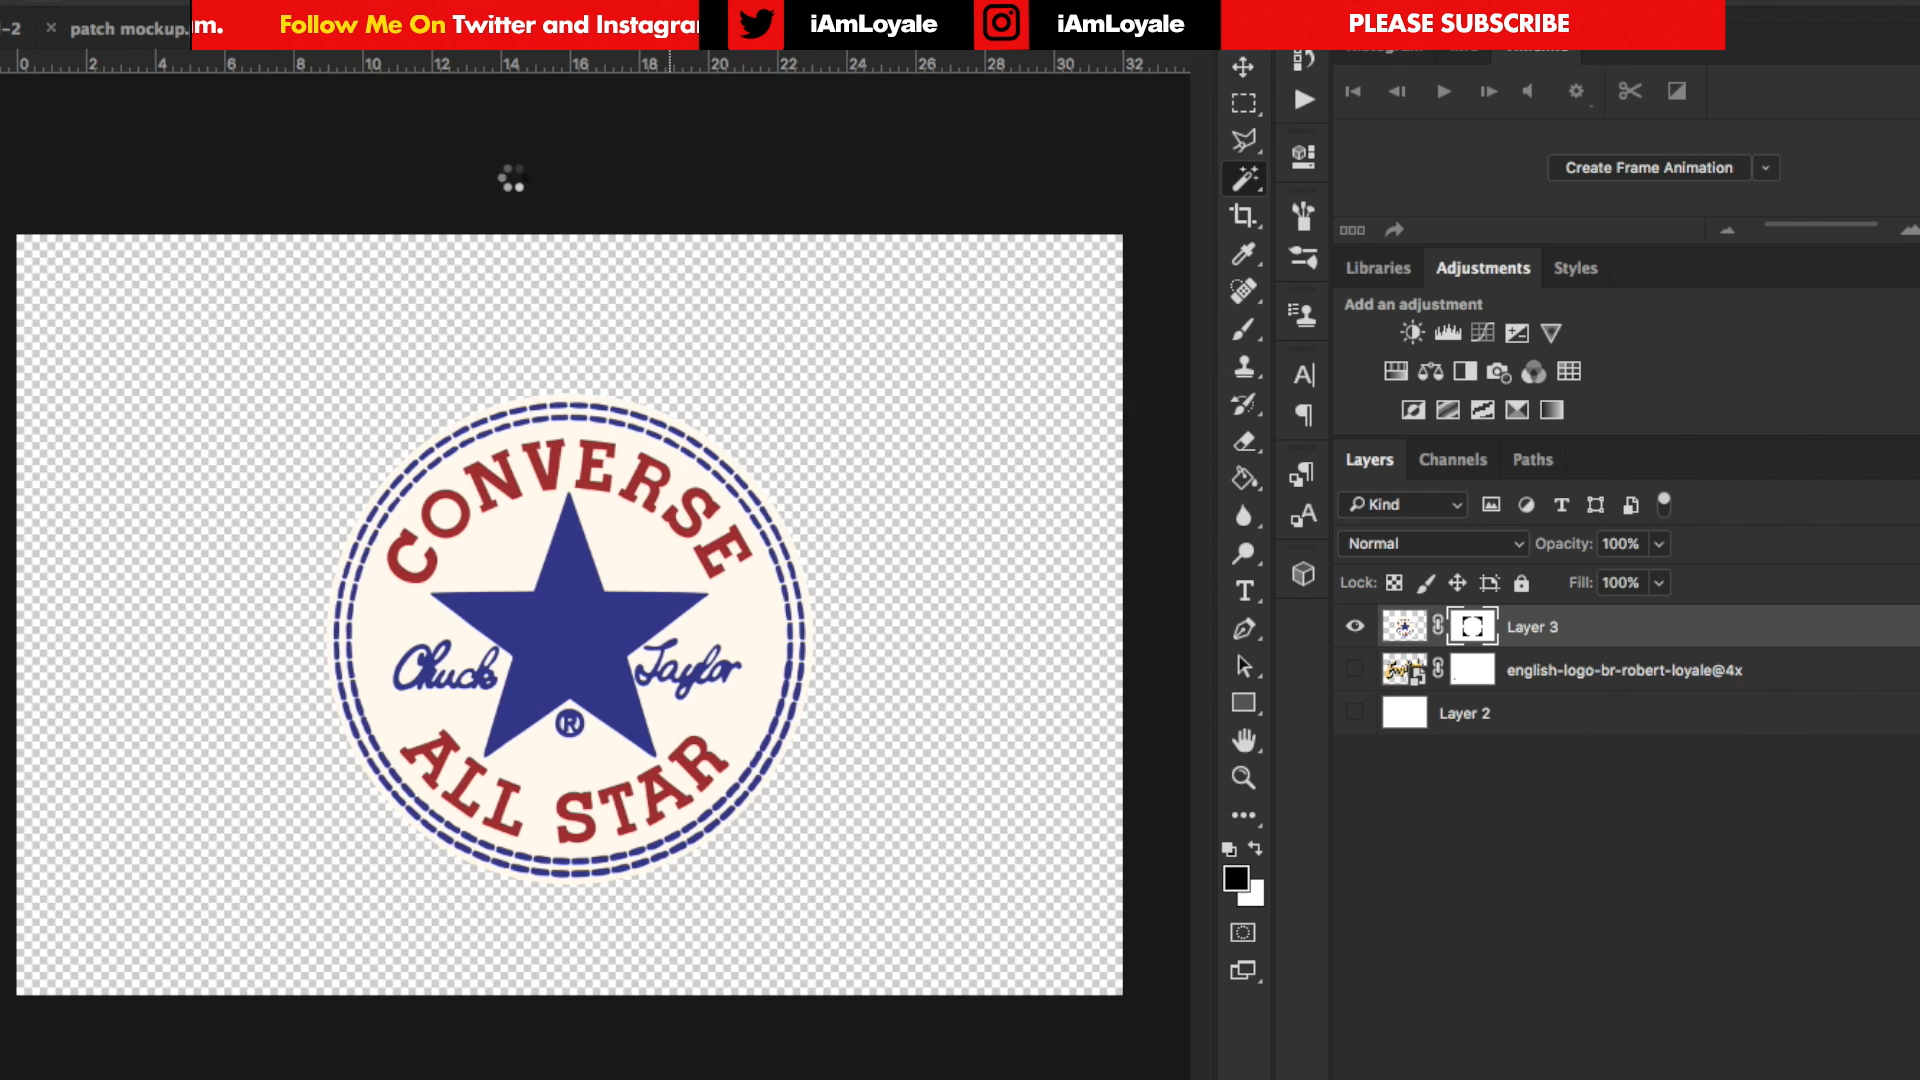 m.
Follow Me On Twitter and Instagra
iAmLoyale
iAmLoyale
PLEASE SUBSCRIBE
-2
× patch mockup.
0 2 4 6 8 10 12 14 16 18 20 22 24 26 28 30 32
Create Frame Animation
Libraries Adjustments Styles
Add an adjustment
Layers Channels Paths
Kind
Normal Opacity: 100%
Lock: Fill: 100%
Layer 3
english-logo-br-robert-loyale@4x
Layer 2
CONVERSE
Chuck Taylor
®
ALL STAR